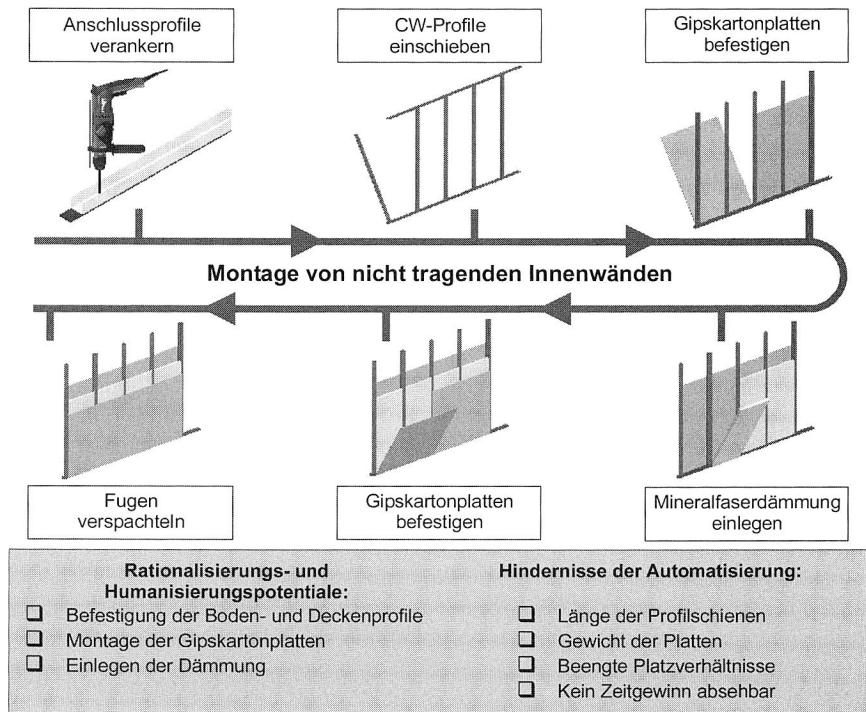 Anschlussprofile
verankern
CW-Profile
einschieben
Gipskartonplatten
befestigen
Montage von nicht tragenden Innenwänden
Fugen
verspachteln
Gipskartonplatten
befestigen
Mineralfaserdämmung
einlegen
Rationalisierungs- und
Humanisierungspotentiale:
❑ Befestigung der Boden- und Deckenprofile
❑ Montage der Gipskartonplatten
❑ Einlegen der Dämmung
Hindernisse der Automatisierung:
❑ Länge der Profilschienen
❑ Gewicht der Platten
❑ Beengte Platzverhältnisse
❑ Kein Zeitgewinn absehbar